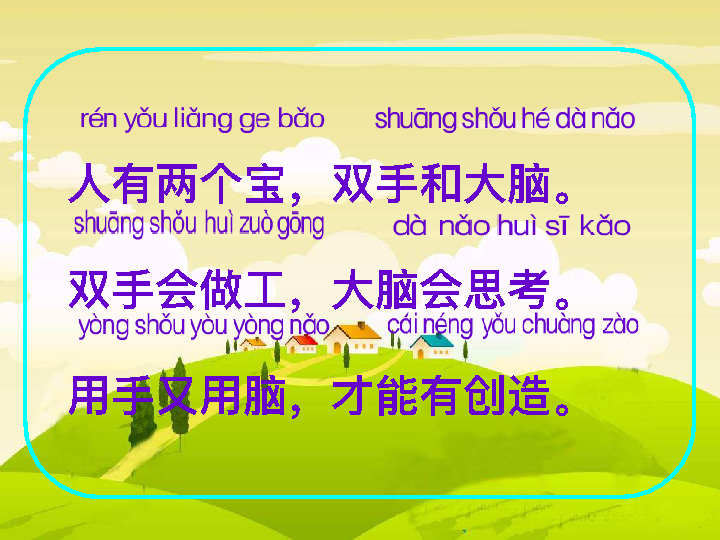 rén yǒu liǎng ge bǎo shuāng shǒu hé dà nǎo
人有两个宝，双手和大脑。
shuāng shǒu huì zuò gōng dà nǎo huì sī kǎo
双手会做工，大脑会思考。
yòng shǒu yòu yòng nǎo cái néng yǒu chuàng zào
用手又用脑，才能有创造。